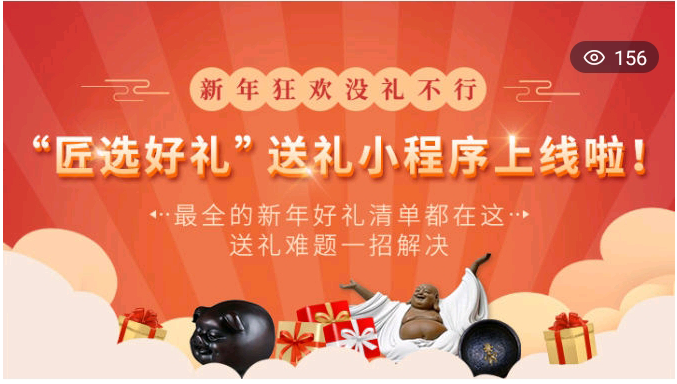 156
新年狂欢没礼不行
“匠选好礼”送礼小程序上线啦！
最全的新年好礼清单都在这
送礼难题一招解决